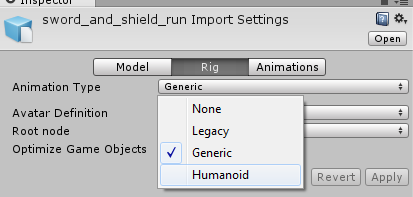 Inspector
sword_and_shield_run Import Settings
Open
Model Rig Animations
Animation Type Generic
None
Avatar Definition
Legacy
Root node
Generic
Optimize Game Objects
Humanoid
Revert Apply